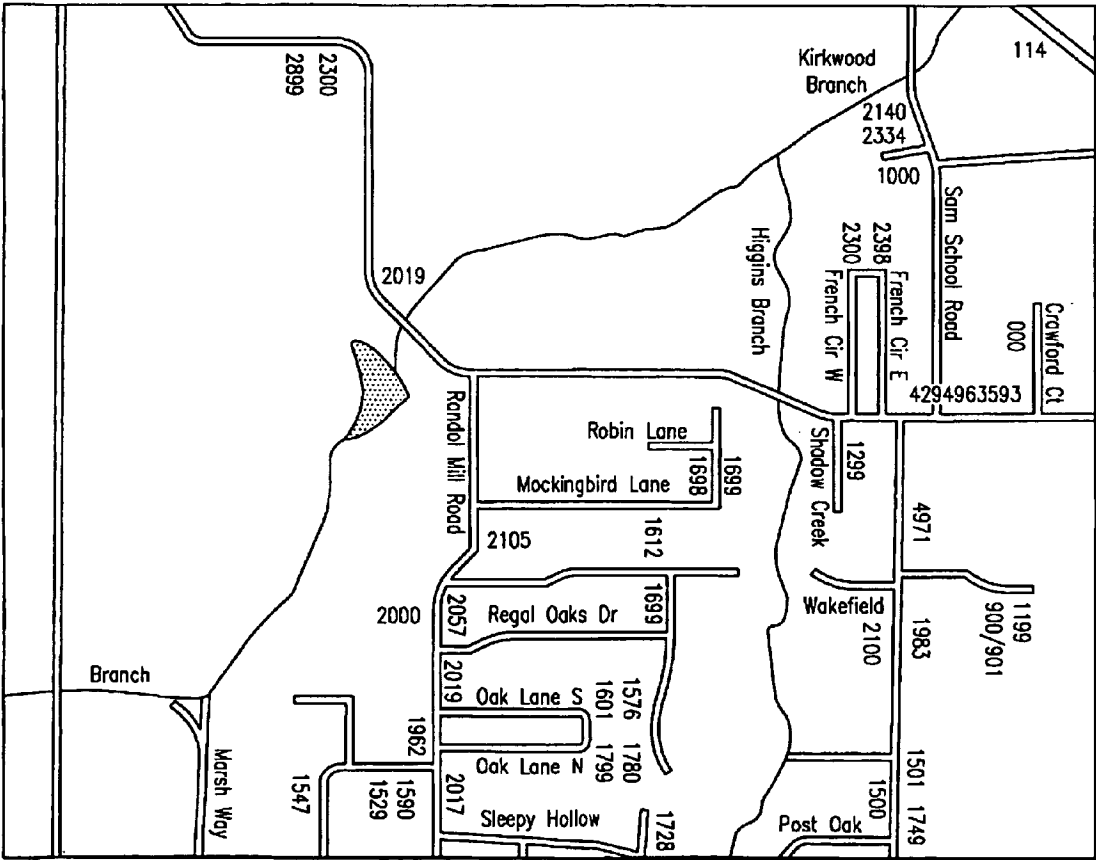 114
Kirkwood
Branch
2140
2334
1000
2300
2899
Sam School Road
2398
2300
French Cir E
French Cir W
Higgins Branch
Crawford Ct
000
2019
4294963593
Randol Mill Road
Robin Lane
1699
1698
Mockingbird Lane
Shadow Creek
1299
4971
2105
1612
1699
Regal Oaks Dr
2000
2057
Wakefield
2100
1983
1199
900/901
Branch
2019
Oak Lane S
1576
1601
1780
1799
Oak Lane N
1962
2017
Sleepy Hollow
1728
Marsh Way
1547
1590
1529
1501
1749
1500
Post Oak